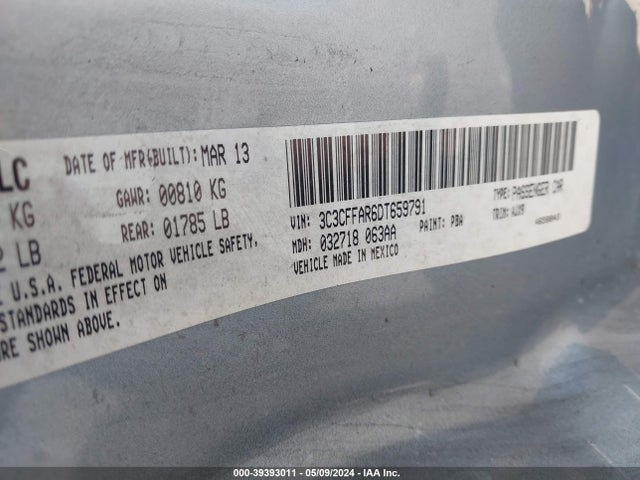 LC DATE OF MFR(BUILT): MAR 13
KG GAWR: 00810 KG
LB REAR: 01785 LB
U.S.A. FEDERAL MOTOR VEHICLE SAFETY.
STANDARDS IN EFFECT ON
SHOWN ABOVE.
VIN: 3C3CFFAR6DT659791 TYPE: PASSENGER CAR
MDH: 032718 063AA PAINT: PBA TRIM:
VEHICLE MADE IN MEXICO
000-39393011 - 05/09/2024 - IAA Inc.